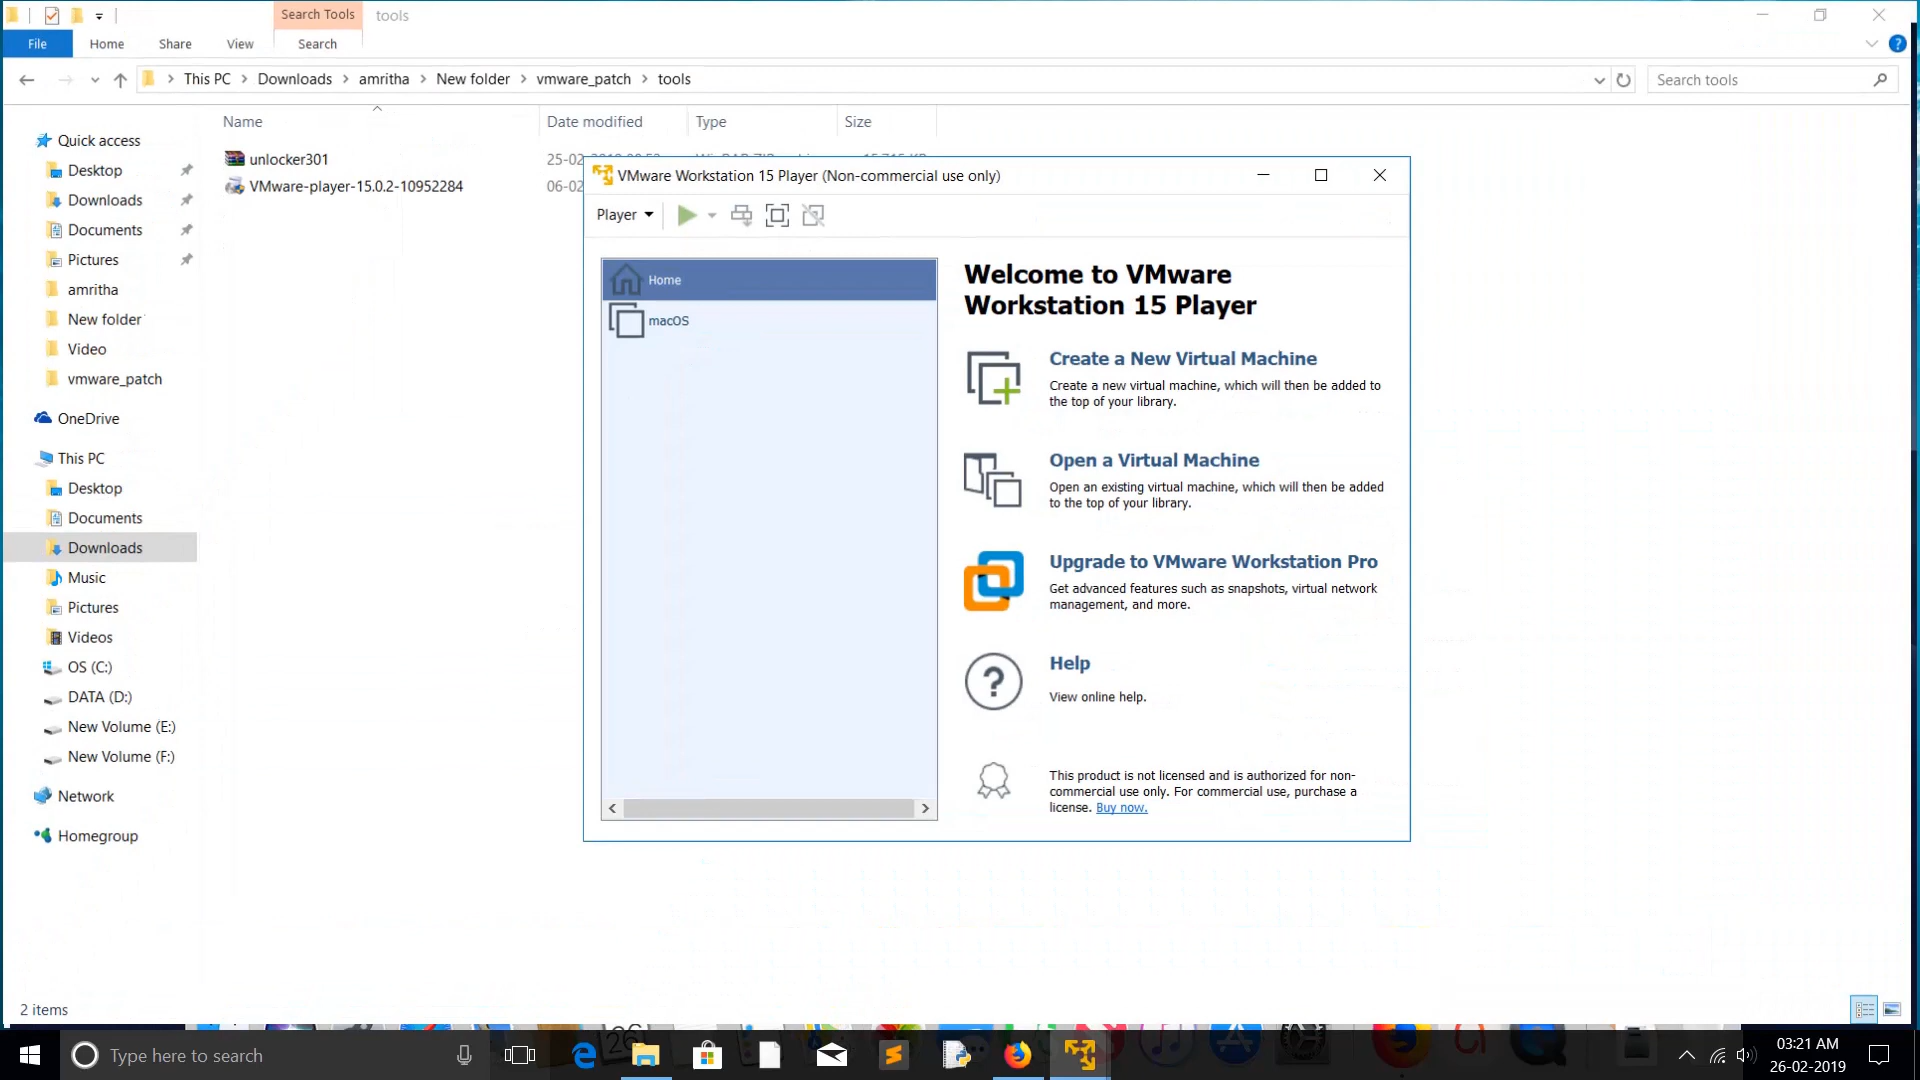 Search Tools
tools
File
Home
Share
View
Search
This PC
Downloads
amritha
New folder
vmware_patch
tools
Search tools
Name
Date modified
Type
Size
Quick access
Desktop
Downloads
Documents
Pictures
amritha
New folder
Video
vmware_patch
OneDrive
This PC
Desktop
Documents
Downloads
Music
Pictures
Videos
OS (C:)
DATA (D:)
New Volume (E:)
New Volume (F:)
Network
Homegroup
unlocker301
VMware-player-15.0.2-10952284
06-02
VMware Workstation 15 Player (Non-commercial use only)
Player
Home
macOS
Welcome to VMware
Workstation 15 Player
Create a New Virtual Machine
Create a new virtual machine, which will then be added to
the top of your library.
Open a Virtual Machine
Open an existing virtual machine, which will then be added
to the top of your library.
Upgrade to VMware Workstation Pro
Get advanced features such as snapshots, virtual network
management, and more.
Help
View online help.
This product is not licensed and is authorized for non-
commercial use only. For commercial use, purchase a
license. Buy now.
2 items
Type here to search
03:21 AM
26-02-2019